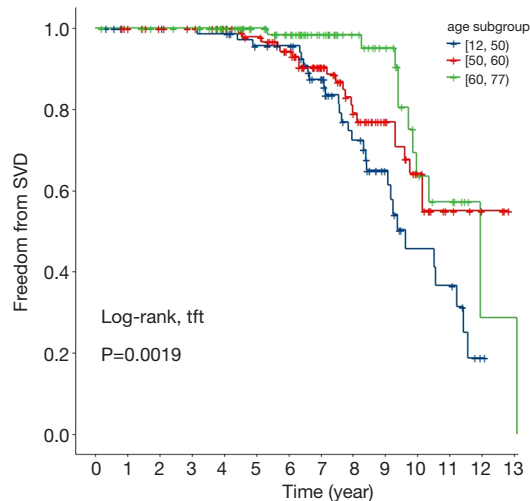 age subgroup
[12, 50)
[50, 60)
[60, 77)
1.0
0.8
0.6
0.4
0.2
0.0
Freedom from SVD
Log-rank, tft
P=0.0019
0 1 2 3 4 5 6 7 8 9 10 11 12 13
Time (year)